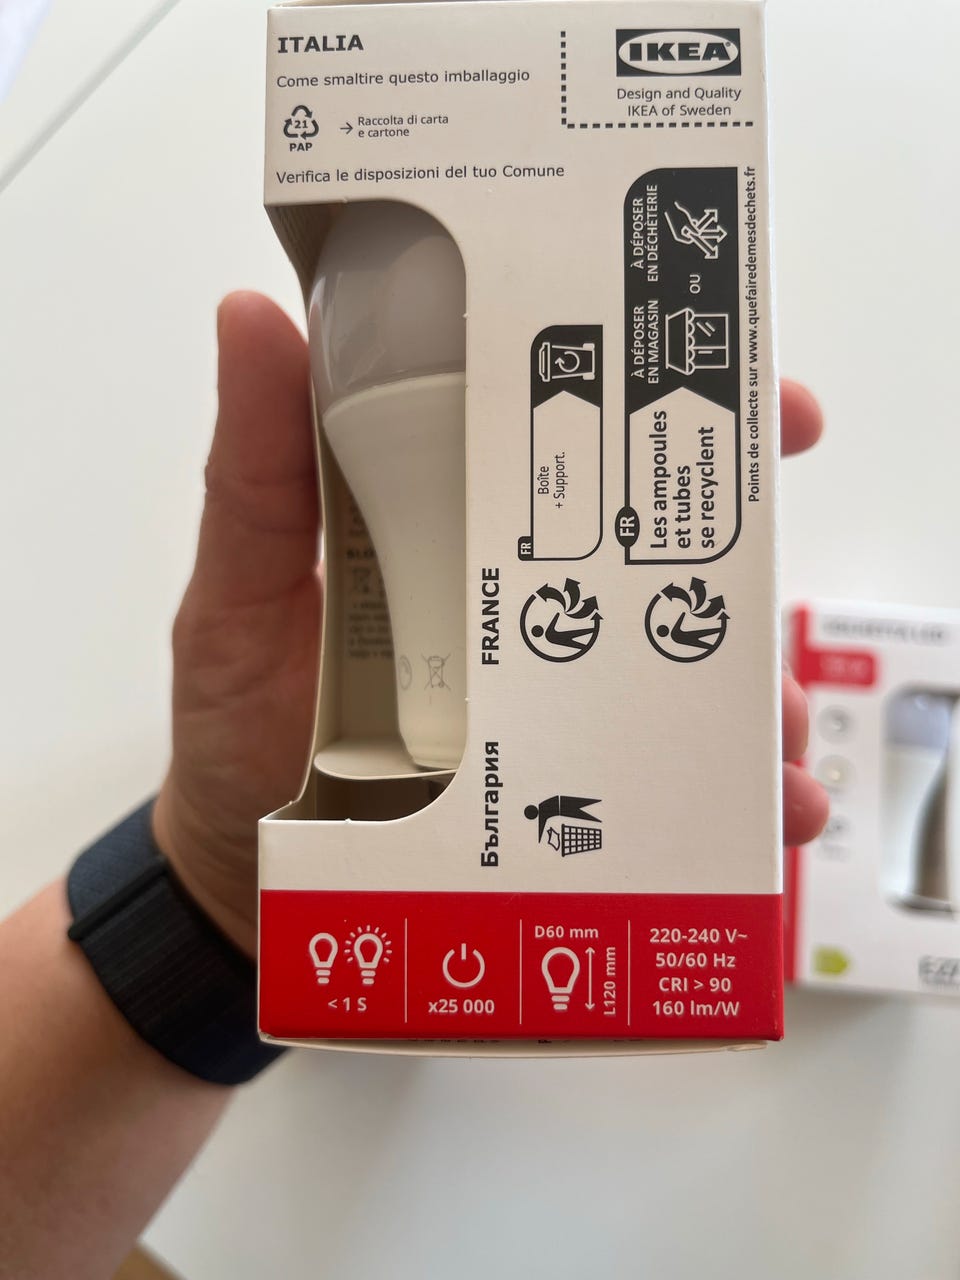 ITALIA
Come smaltire questo imballaggio
21
PAP
→ Raccolta di carta
e cartone
Verifica le disposizioni del tuo Comune
IKEA
®
Design and Quality
IKEA of Sweden
FRANCE
FR
Boîte
+ Support.
FR
Les ampoules
et tubes
se recyclent
À DÉPOSER
EN MAGASIN
OU
À DÉPOSER
EN DÉCHÈTERIE
Points de collecte sur www.quefairedemesdechets.fr
България
< 1 S
x25 000
D60 mm
L120 mm
220-240 V~
50/60 Hz
CRI > 90
160 lm/W